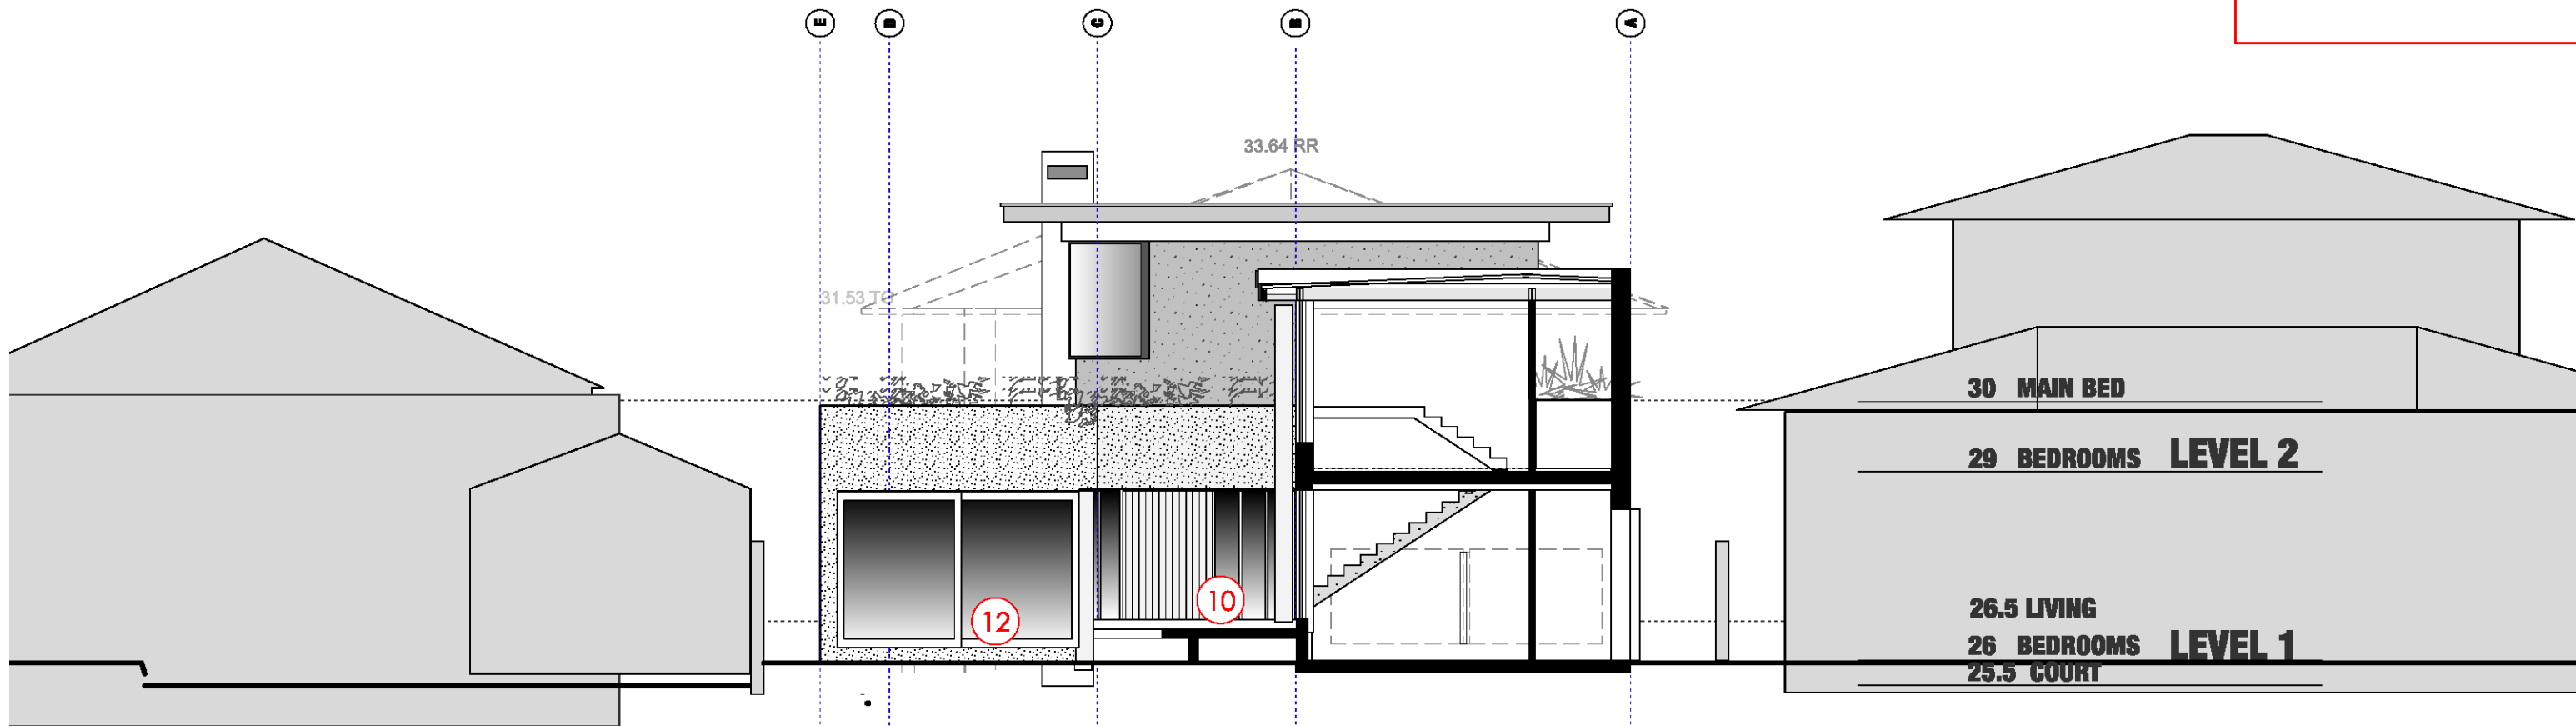 E D C B A
33.64 RR
31.53 TG
30 MAIN BED
29 BEDROOMS LEVEL 2
12
10
26.5 LIVING
26 BEDROOMS LEVEL 1
25.5 COURT